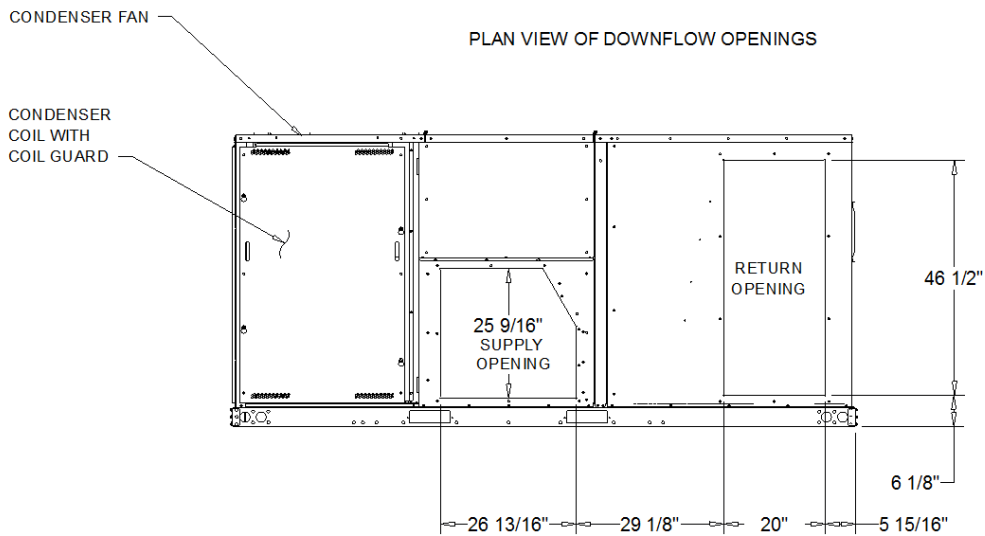 CONDENSER FAN
PLAN VIEW OF DOWNFLOW OPENINGS
CONDENSER
COIL WITH
COIL GUARD
RETURN
OPENING
46 1/2"
25 9/16"
SUPPLY
OPENING
6 1/8"
26 13/16"
29 1/8"
20"
5 15/16"